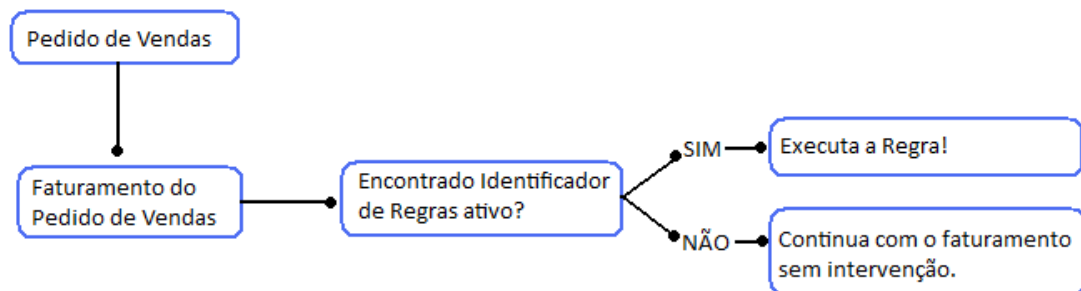 Pedido de Vendas
Faturamento do
Pedido de Vendas
Encontrado Identificador
de Regras ativo?
SIM
Executa a Regra!
NÃO
Continua com o faturamento
sem intervenção.